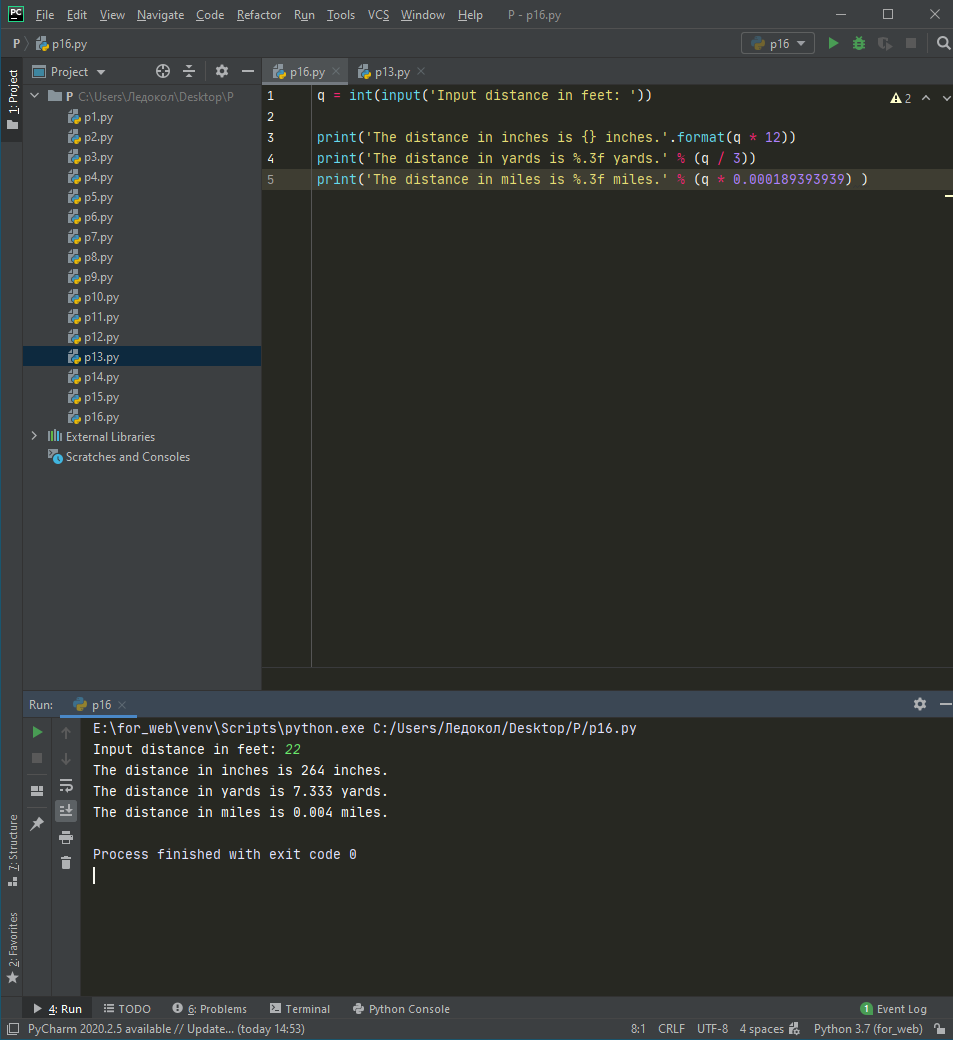 PC File Edit View Navigate Code Refactor Run Tools VCS Window Help P - p16.py
P p16.py p16
1: Project
Project
p16.py p13.py
P C:\Users\Ледокол\Desktop\P
p1.py
p2.py
p3.py
p4.py
p5.py
p6.py
p7.py
p8.py
p9.py
p10.py
p11.py
p12.py
p13.py
p14.py
p15.py
p16.py
External Libraries
Scratches and Consoles
1 q = int(input('Input distance in feet: '))
2
3 print('The distance in inches is {} inches.'.format(q * 12))
4 print('The distance in yards is %.3f yards.' % (q / 3))
5 print('The distance in miles is %.3f miles.' % (q * 0.000189393939) )
2
Run: p16
E:\for_web\venv\Scripts\python.exe C:/Users/Ледокол/Desktop/P/p16.py
Input distance in feet: 22
The distance in inches is 264 inches.
The distance in yards is 7.333 yards.
The distance in miles is 0.004 miles.
Process finished with exit code 0
7: Structure
2: Favorites
4: Run TODO 6: Problems Terminal Python Console 1 Event Log
PyCharm 2020.2.5 available // Update... (today 14:53) 8:1 CRLF UTF-8 4 spaces Python 3.7 (for_web)